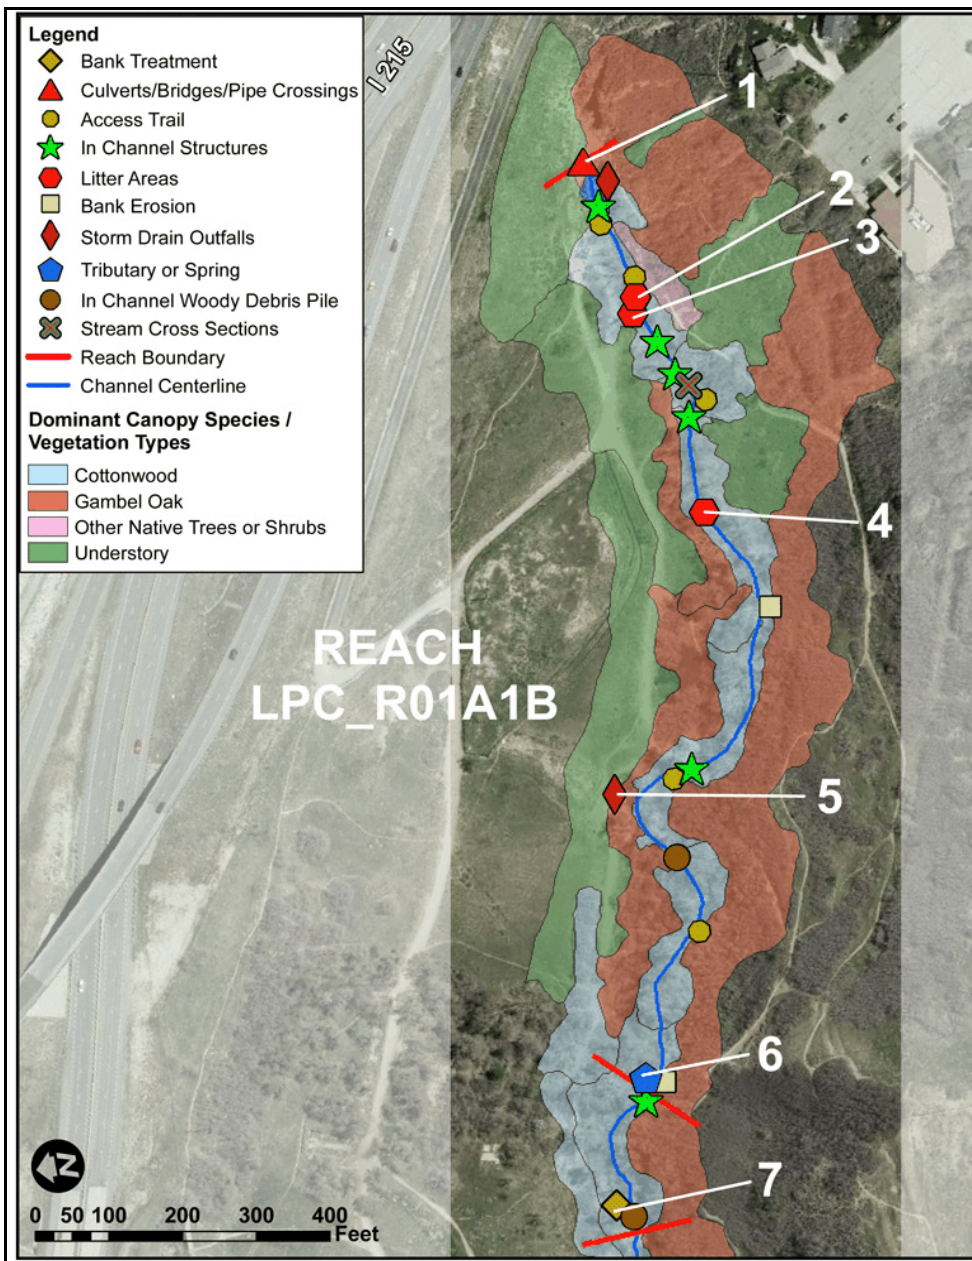 Legend
Bank Treatment
Culverts/Bridges/Pipe Crossings
Access Trail
In Channel Structures
Litter Areas
Bank Erosion
Storm Drain Outfalls
Tributary or Spring
In Channel Woody Debris Pile
Stream Cross Sections
Reach Boundary
Channel Centerline
Dominant Canopy Species /
Vegetation Types
Cottonwood
Gambel Oak
Other Native Trees or Shrubs
Understory
I 215
1
2
3
4
REACH
LPC_R01A1B
5
6
7
N
0 50 100 200 300 400
Feet